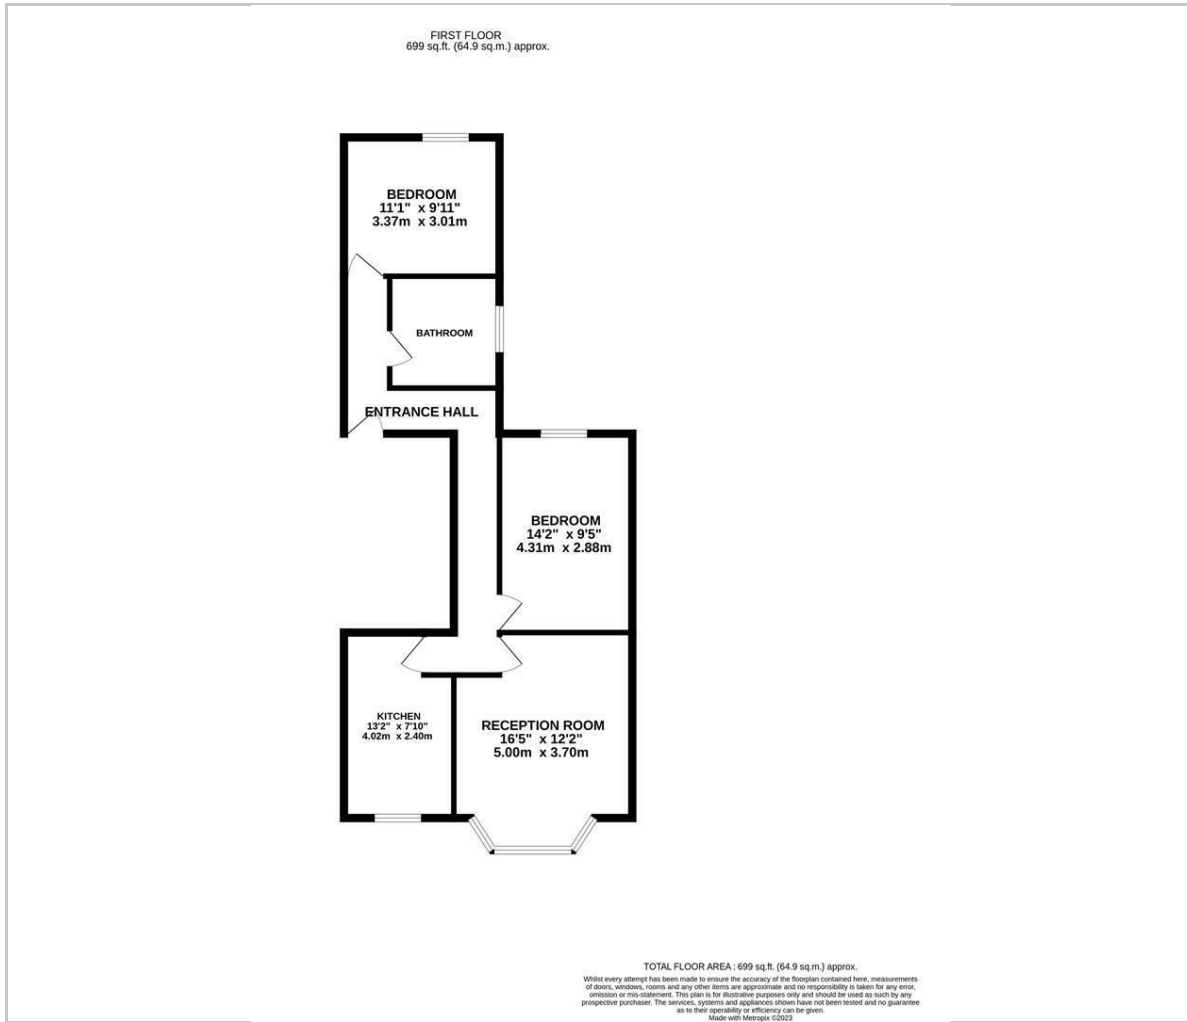 FIRST FLOOR
699 sq.ft. (64.9 sq.m.) approx.
BEDROOM
11'1" x 9'11"
3.37m x 3.01m
BATHROOM
ENTRANCE HALL
BEDROOM
14'2" x 9'5"
4.31m x 2.88m
KITCHEN
13'2" x 7'10"
4.02m x 2.40m
RECEPTION ROOM
16'5" x 12'2"
5.00m x 3.70m
TOTAL FLOOR AREA : 699 sq.ft. (64.9 sq.m.) approx.
Whilst every attempt has been made to ensure the accuracy of the floorplan contained here, measurements
of doors, windows, rooms and any other items are approximate and no responsibility is taken for any error,
omission or mis-statement. This plan is for illustrative purposes only and should be used as such by any
prospective purchaser. The services, systems and appliances shown have not been tested and no guarantee
as to their operability or efficiency can be given.
Made with Metropix ©2023